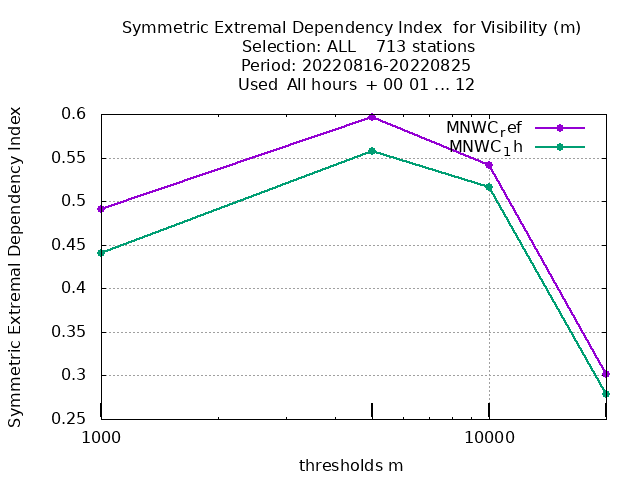 Symmetric Extremal Dependency Index  for Visibility (m)
Selection: ALL    713 stations
Period: 20220816-20220825
Used  All hours  + 00 01 ... 12
Symmetric Extremal Dependency Index
0.6
0.55
0.5
0.45
0.4
0.35
0.3
0.25
MNWCref
MNWC1h
1000
10000
thresholds m